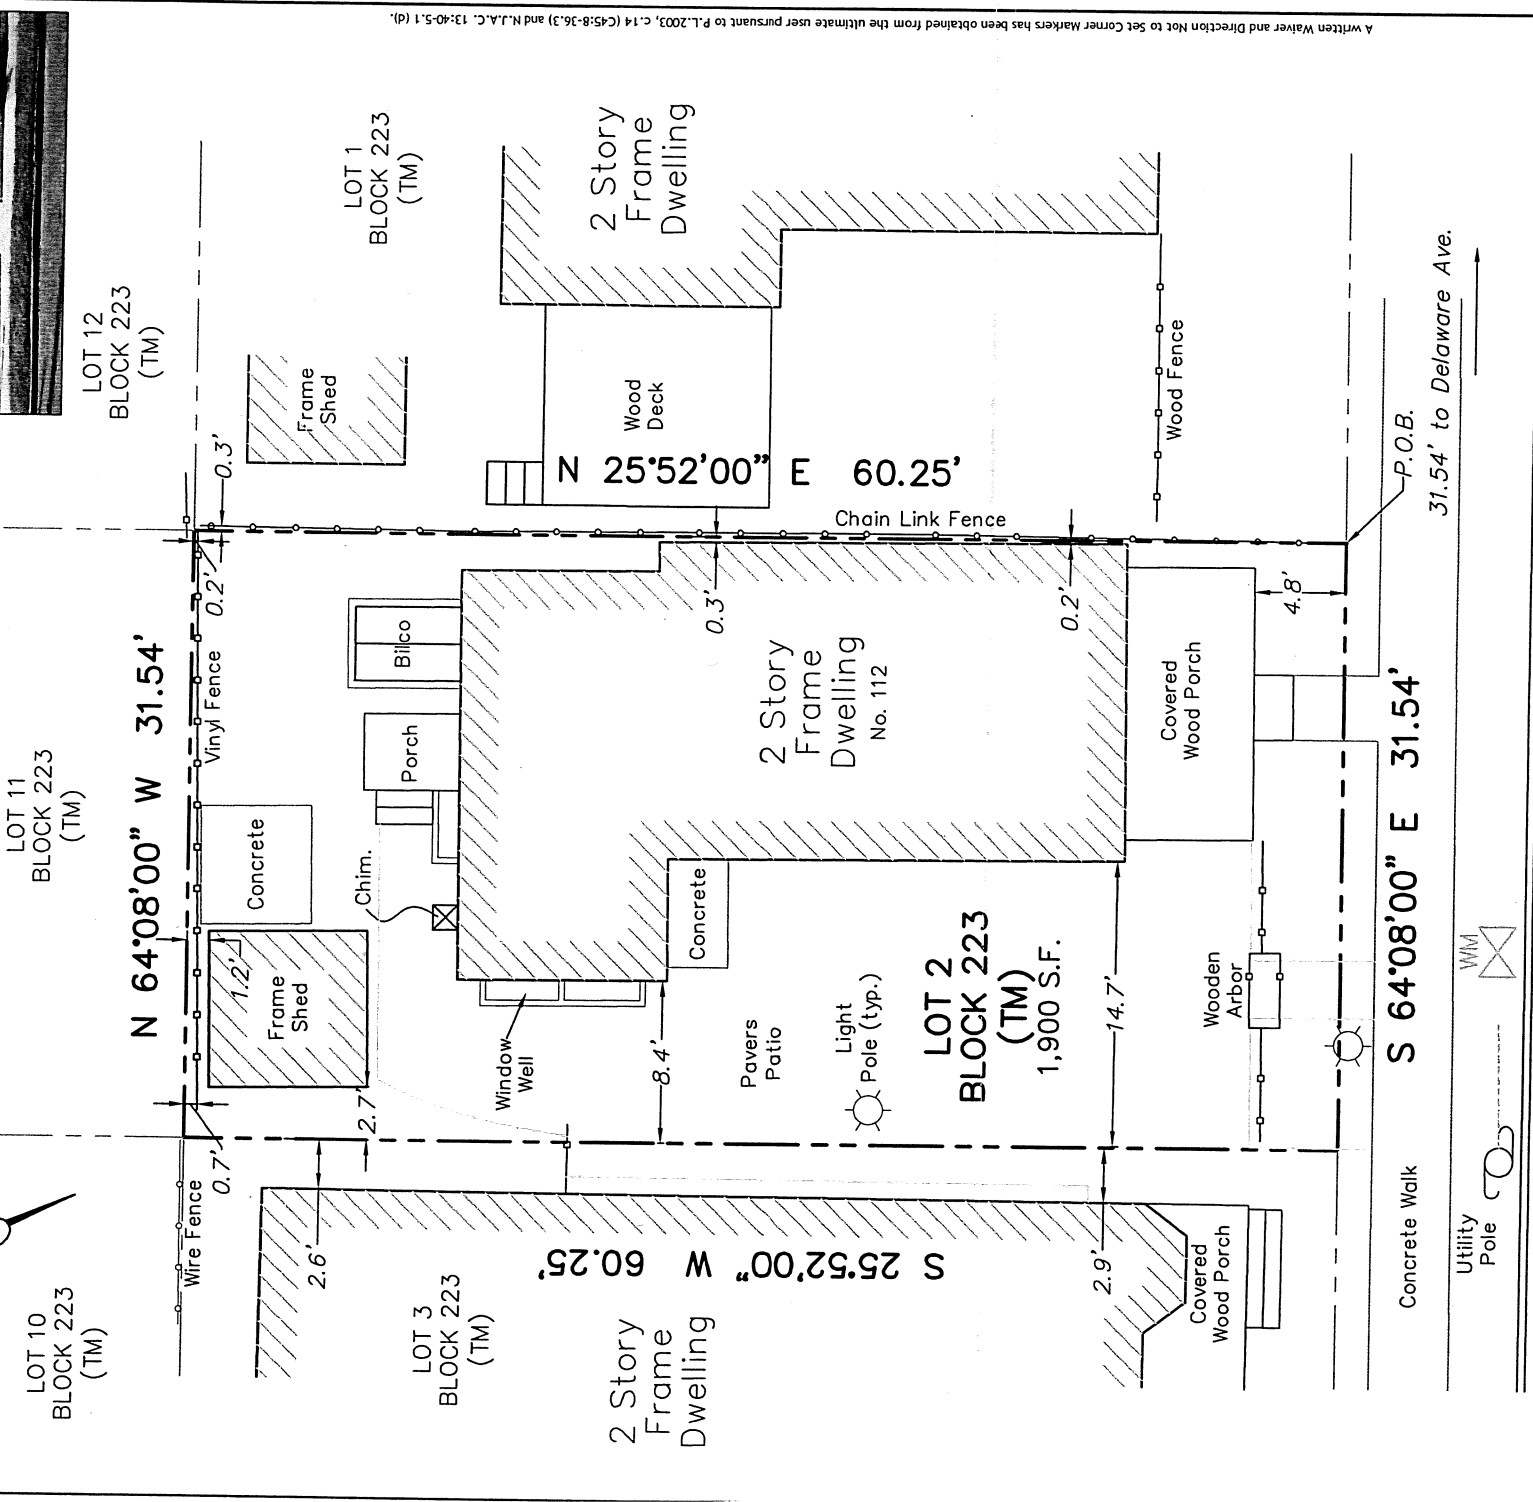 A written Waiver and Direction Not to Set Corner Markers has been obtained from the ultimate user pursuant to P.L.2003, c.14 (C45:8-36.3) and N.J.A.C. 13:40-5.1 (d).
LOT 10
BLOCK 223
(TM)
LOT 11
BLOCK 223
(TM)
LOT 12
BLOCK 223
(TM)
LOT 1
BLOCK 223
(TM)
N 64°08'00" W 31.54'
Wire Fence
0.7'
Vinyl Fence
0.2'
0.3'
1.2'
Frame
Shed
Concrete
Frame
Shed
2.7'
2.6'
Chim.
Porch
Bilco
LOT 3
BLOCK 223
(TM)
2 Story
Frame
Dwelling
S 25°52'00" W 60.25'
Window
Well
8.4'
Concrete
0.3'
N 25°52'00" E 60.25'
Wood
Deck
2 Story
Frame
Dwelling
Pavers
Patio
Light
Pole (typ.)
2 Story
Frame
Dwelling
No. 112
Chain Link Fence
LOT 2
BLOCK 223
(TM)
1,900 S.F.
0.2'
2.9'
14.7'
Covered
Wood Porch
Wooden
Arbor
Covered
Wood Porch
4.8'
Wood Fence
S 64°08'00" E 31.54'
P.O.B.
31.54' to Delaware Ave.
Concrete Walk
Utility
Pole
WM